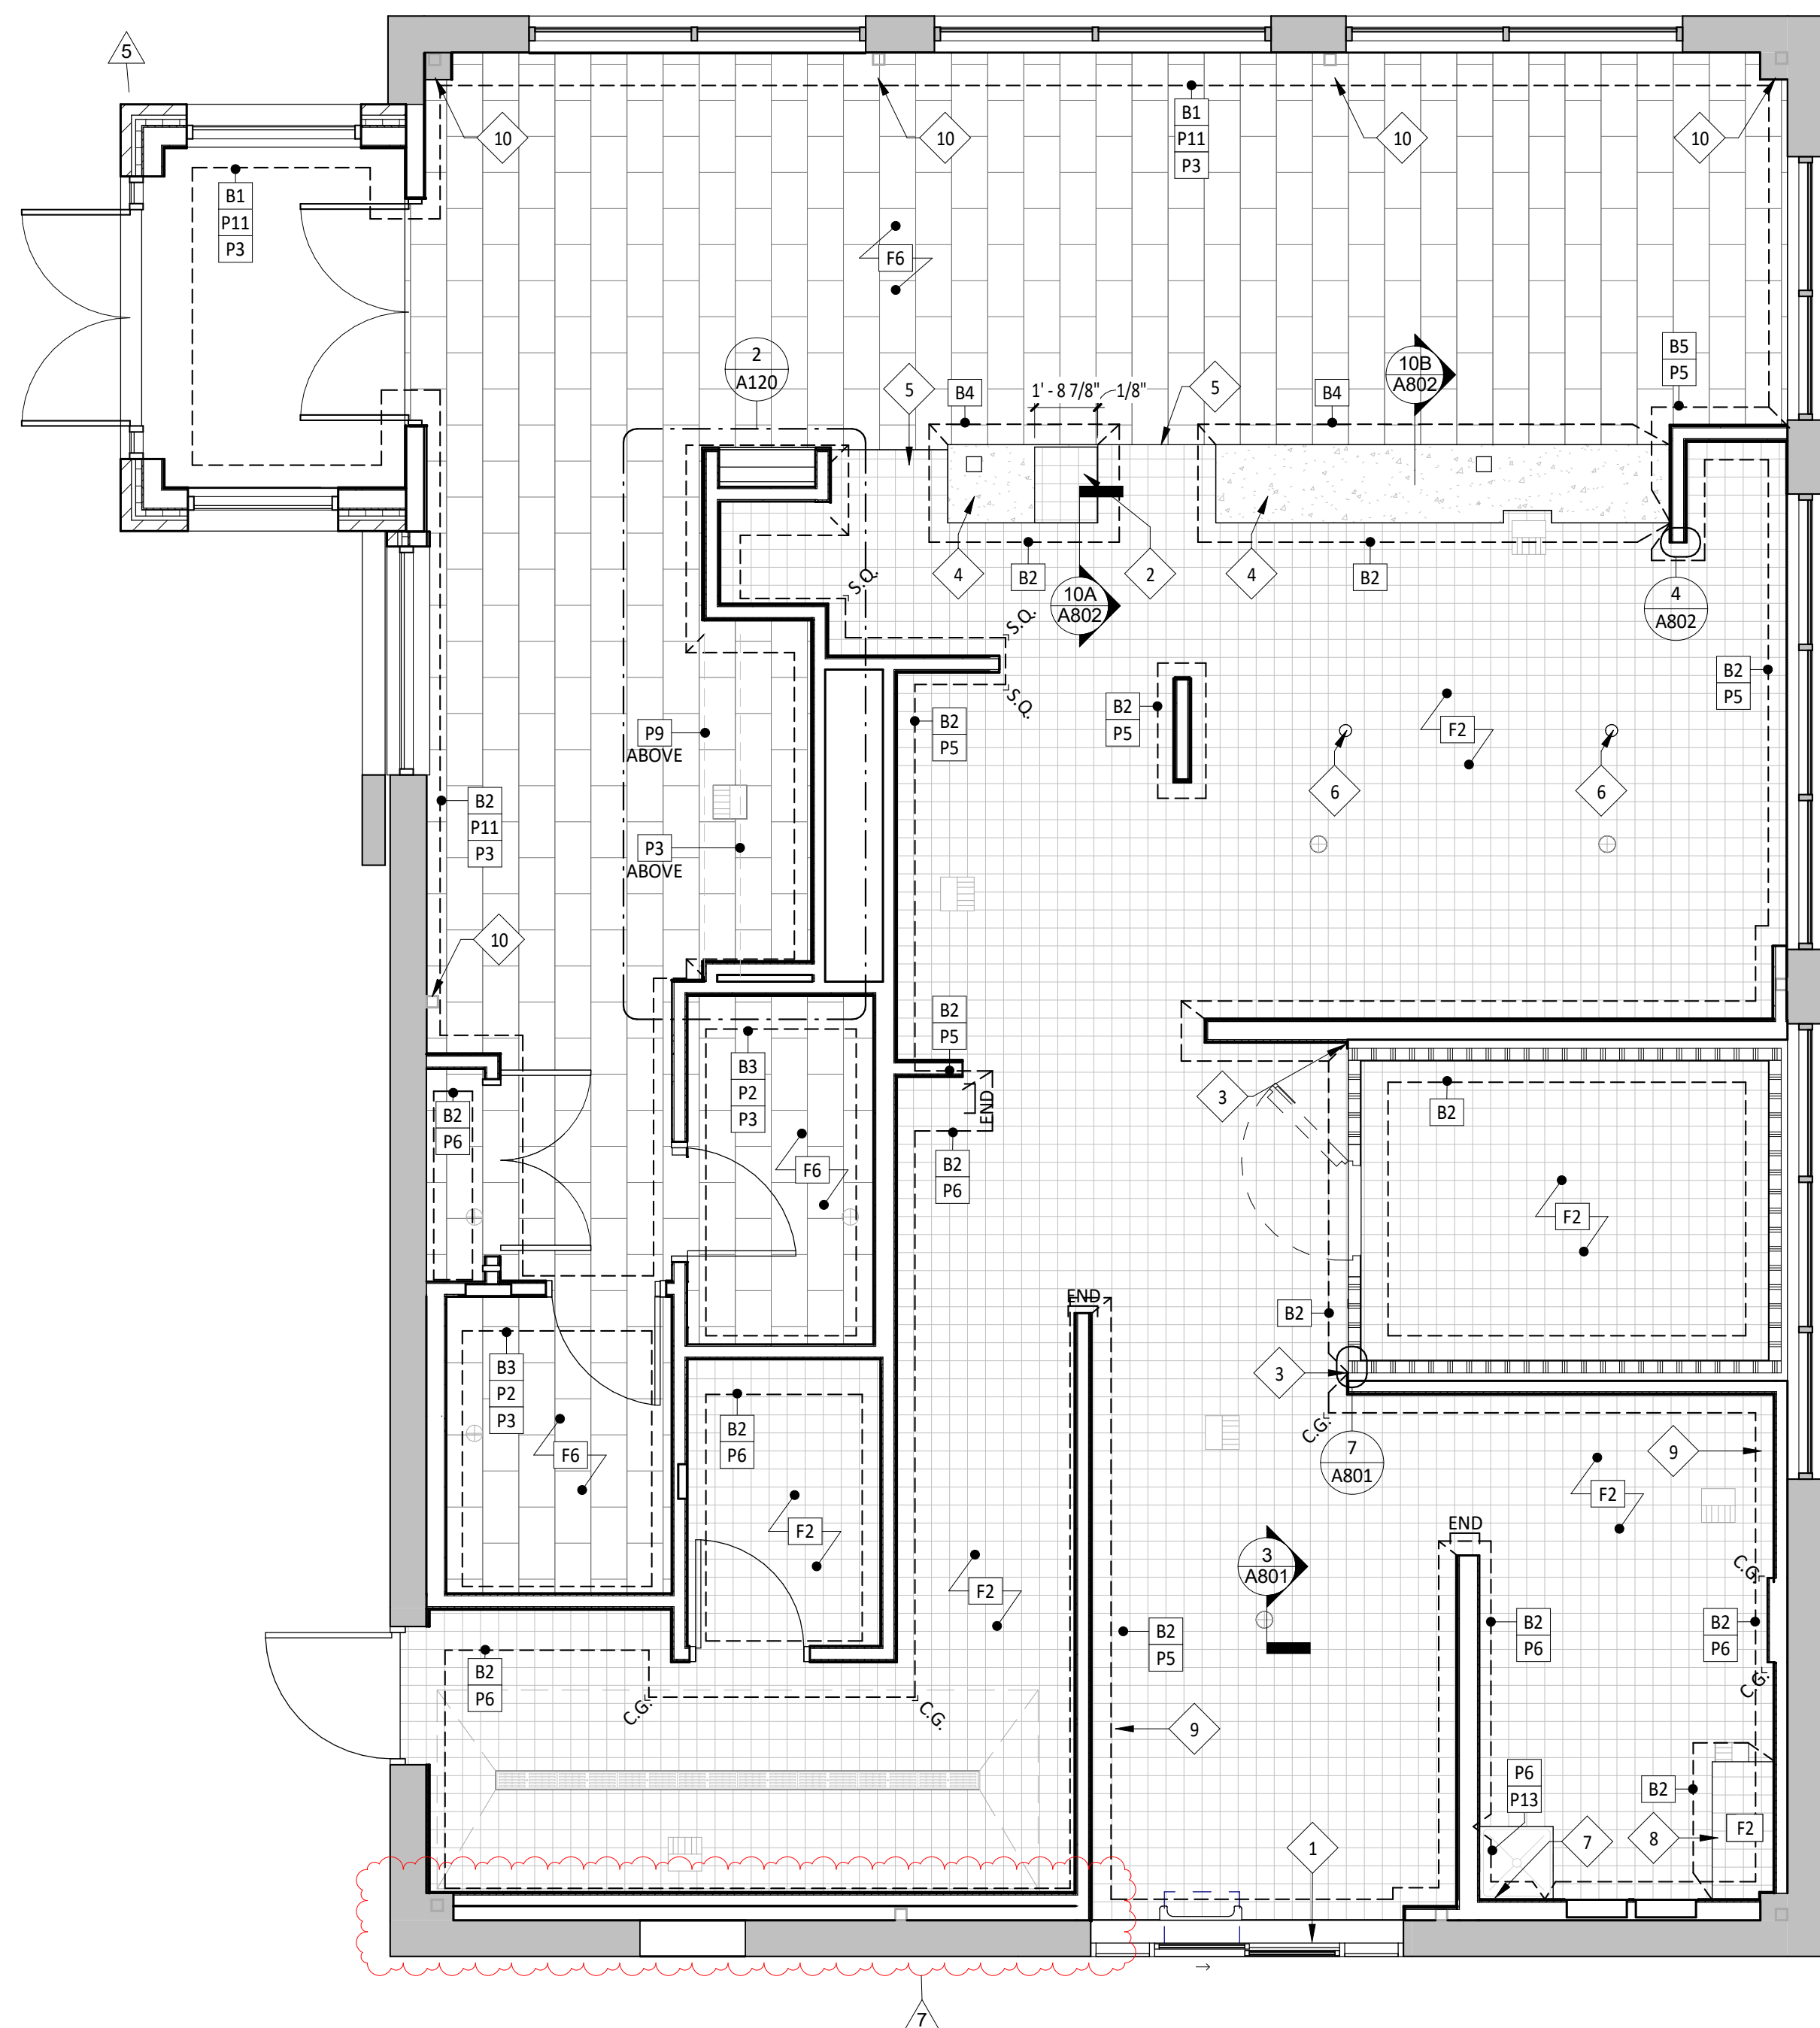 5
10
10
B1
P11
P3
10
10
B1
P11
P3
F6
2
A120
5
B4
1' - 8 7/8"
1/8"
5
B4
10B
A802
B5
P5
4
B2
10A
A802
2
4
B2
4
A802
S.Q.
S.Q.
S.Q.
P9
ABOVE
B2
P5
B2
P5
F2
B2
P5
6
6
B2
P11
P3
P3
ABOVE
10
B2
P5
B3
P2
P3
B2
P6
END
3
B2
F6
B2
P6
F2
END
B2
B3
P2
P3
3
B2
P6
C.G.
7
A801
9
F6
F2
F2
END
F2
3
A801
C.G.
B2
P6
B2
P5
B2
P6
B2
P6
C.G.
C.G.
C.G.
9
P6
P13
B2
F2
1
7
8
7